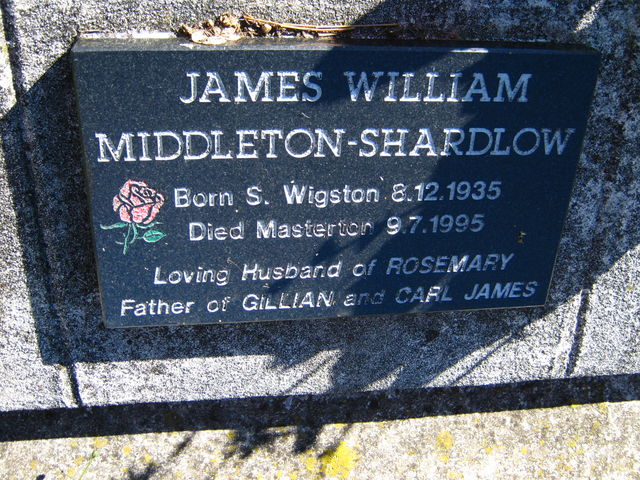 JAMES WILLIAM
MIDDLETON-SHARDLOW
Born S. Wigston 8.12.1935
Died Masterton 9.7.1995
Loving Husband of ROSEMARY
Father of GILLIAN and CARL JAMES